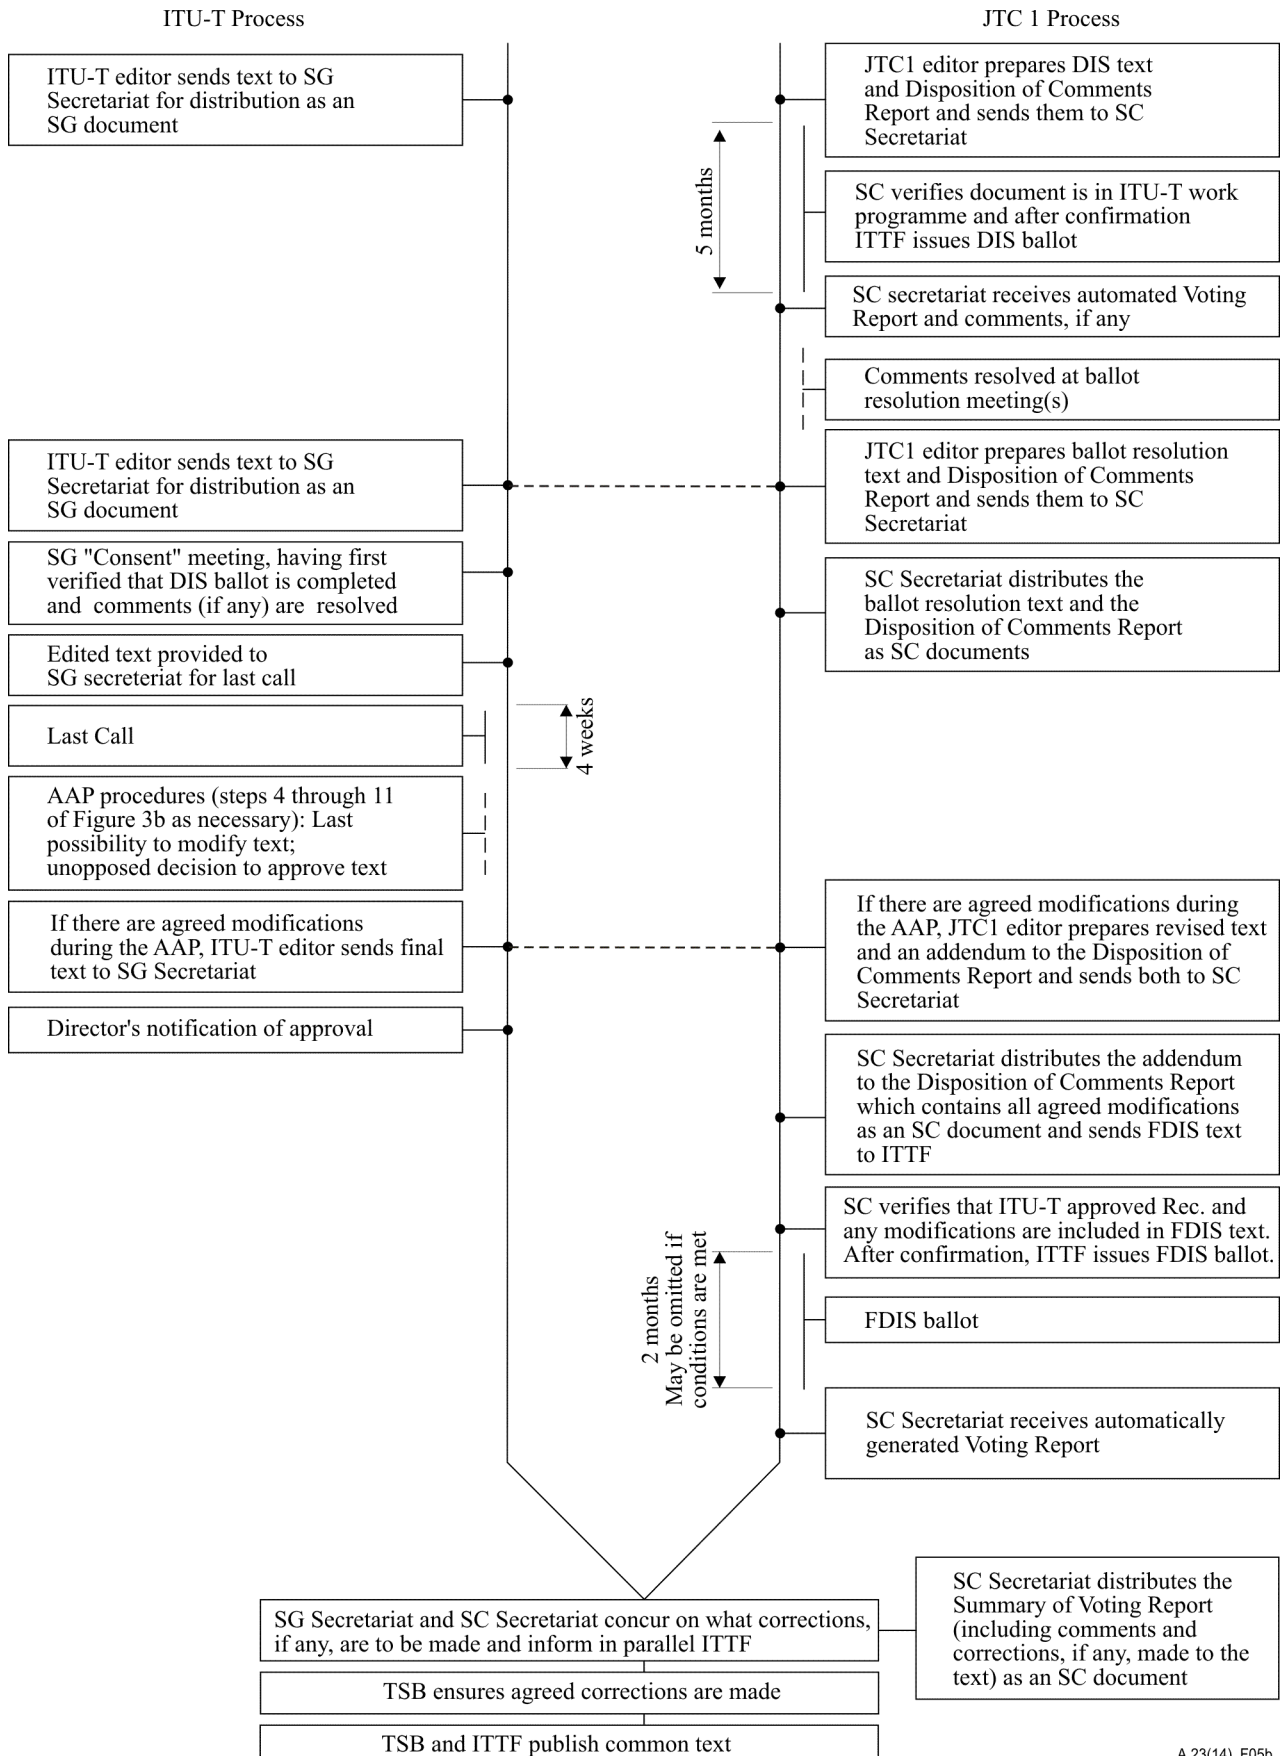 ITU-T Process
JTC 1 Process
ITU-T editor sends text to SG
Secretariat for distribution as an
SG document
JTC1 editor prepares DIS text
and Disposition of Comments
Report and sends them to SC
Secretariat
5 months
SC verifies document is in ITU-T work
programme and after confirmation
ITTF issues DIS ballot
SC secretariat receives automated Voting
Report and comments, if any
Comments resolved at ballot
resolution meeting(s)
ITU-T editor sends text to SG
Secretariat for distribution as an
SG document
JTC1 editor prepares ballot resolution
text and Disposition of Comments
Report and sends them to SC
Secretariat
SG "Consent" meeting, having first
verified that DIS ballot is completed
and comments (if any) are resolved
SC Secretariat distributes the
ballot resolution text and the
Disposition of Comments Report
as SC documents
Edited text provided to
SG secreteriat for last call
Last Call
4 weeks
AAP procedures (steps 4 through 11
of Figure 3b as necessary): Last
possibility to modify text;
unopposed decision to approve text
If there are agreed modifications
during the AAP, ITU-T editor sends final
text to SG Secretariat
If there are agreed modifications during
the AAP, JTC1 editor prepares revised text
and an addendum to the Disposition of
Comments Report and sends both to SC
Secretariat
Director's notification of approval
SC Secretariat distributes the addendum
to the Disposition of Comments Report
which contains all agreed modifications
as an SC document and sends FDIS text
to ITTF
SC verifies that ITU-T approved Rec. and
any modifications are included in FDIS text.
After confirmation, ITTF issues FDIS ballot.
2 months
May be omitted if
conditions are met
FDIS ballot
SC Secretariat receives automatically
generated Voting Report
SG Secretariat and SC Secretariat concur on what corrections,
if any, are to be made and inform in parallel ITTF
SC Secretariat distributes the
Summary of Voting Report
(including comments and
corrections, if any, made to the
text) as an SC document
TSB ensures agreed corrections are made
TSB and ITTF publish common text
A.23(14)_F05b